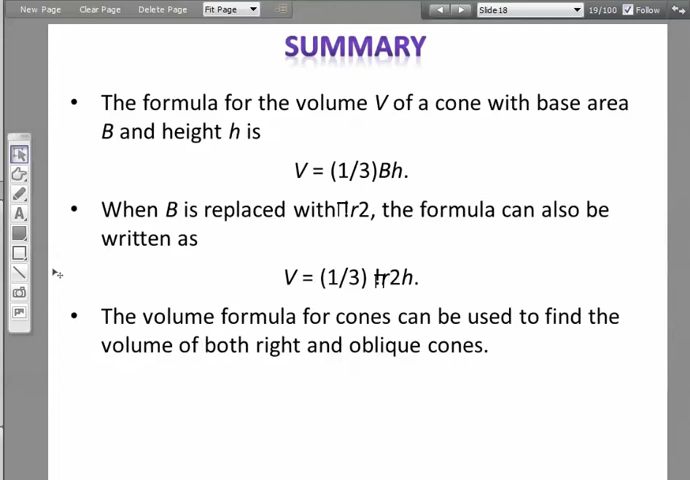 New Page Clear Page Delete Page Fit Page Slide18 19/100 Follow
SUMMARY
• The formula for the volume V of a cone with base area
B and height h is
V = (1/3)Bh.
• When B is replaced with∏r2, the formula can also be
written as
V = (1/3) r2h.
• The volume formula for cones can be used to find the
volume of both right and oblique cones.
A